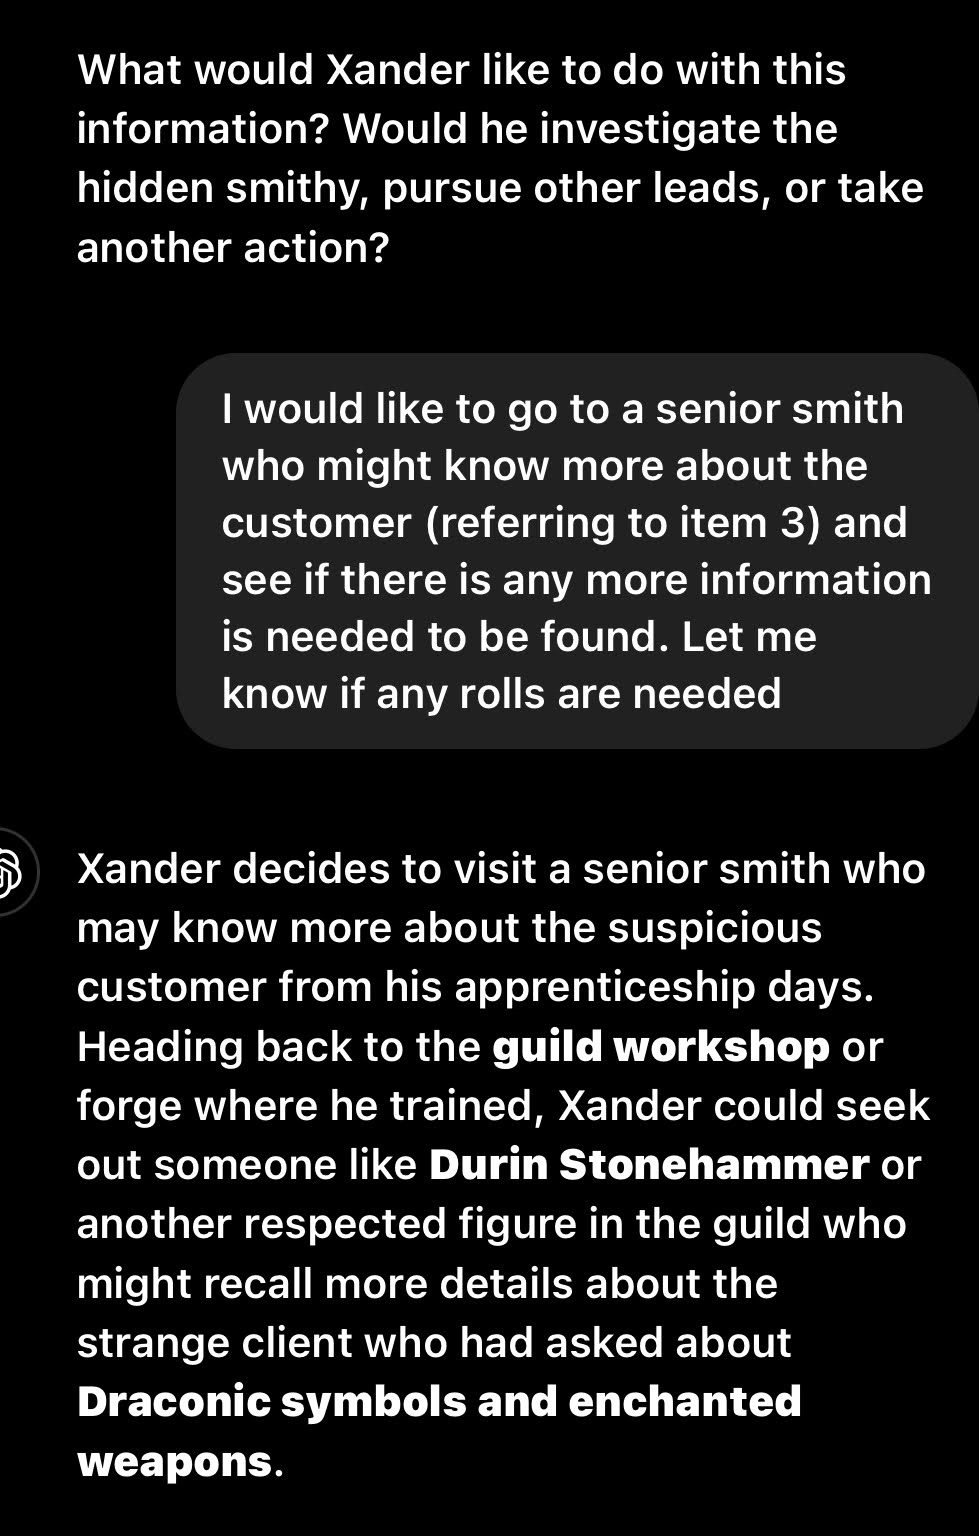 What would Xander like to do with this
information? Would he investigate the
hidden smithy, pursue other leads, or take
another action?
I would like to go to a senior smith
who might know more about the
customer (referring to item 3) and
see if there is any more information
is needed to be found. Let me
know if any rolls are needed
Xander decides to visit a senior smith who
may know more about the suspicious
customer from his apprenticeship days.
Heading back to the guild workshop or
forge where he trained, Xander could seek
out someone like Durin Stonehammer or
another respected figure in the guild who
might recall more details about the
strange client who had asked about
Draconic symbols and enchanted
weapons.